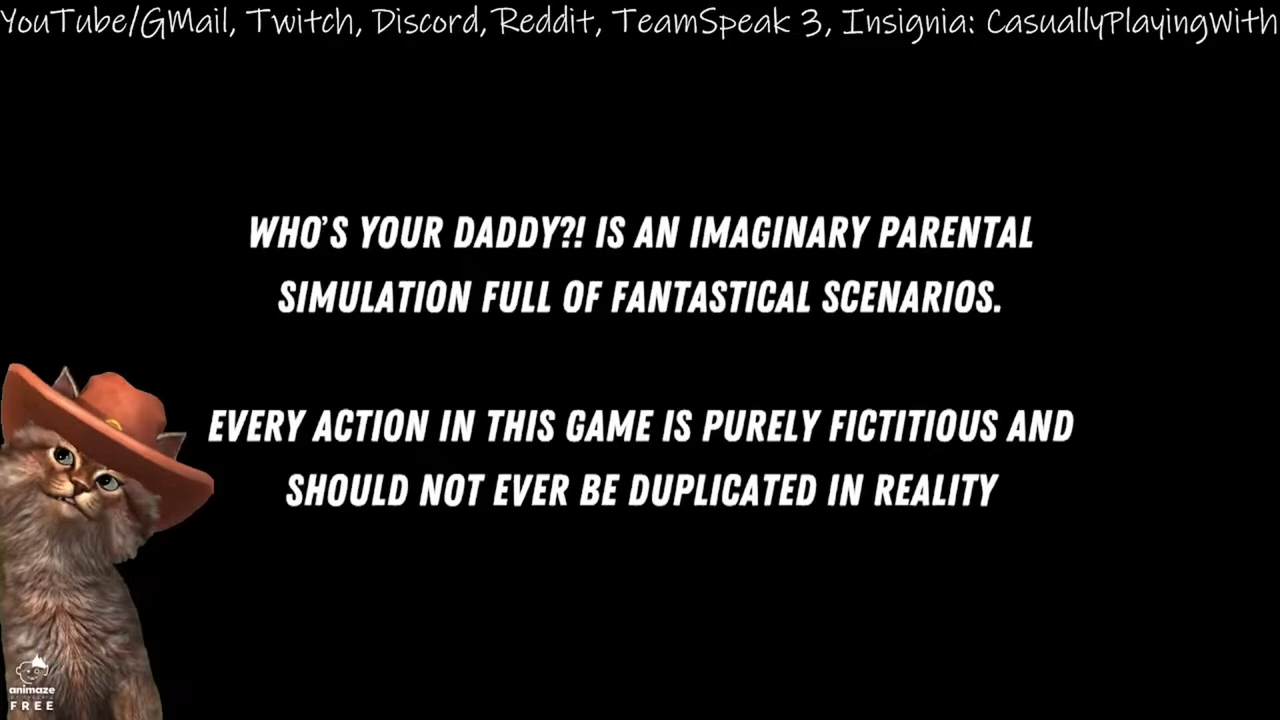 YouTube/GMail, Twitch, Discord, Reddit, TeamSpeak 3, Insignia: CasuallyPlayingWith
WHO'S YOUR DADDY?! IS AN IMAGINARY PARENTAL
SIMULATION FULL OF FANTASTICAL SCENARIOS.
EVERY ACTION IN THIS GAME IS PURELY FICTITIOUS AND
SHOULD NOT EVER BE DUPLICATED IN REALITY
animaze
FREE